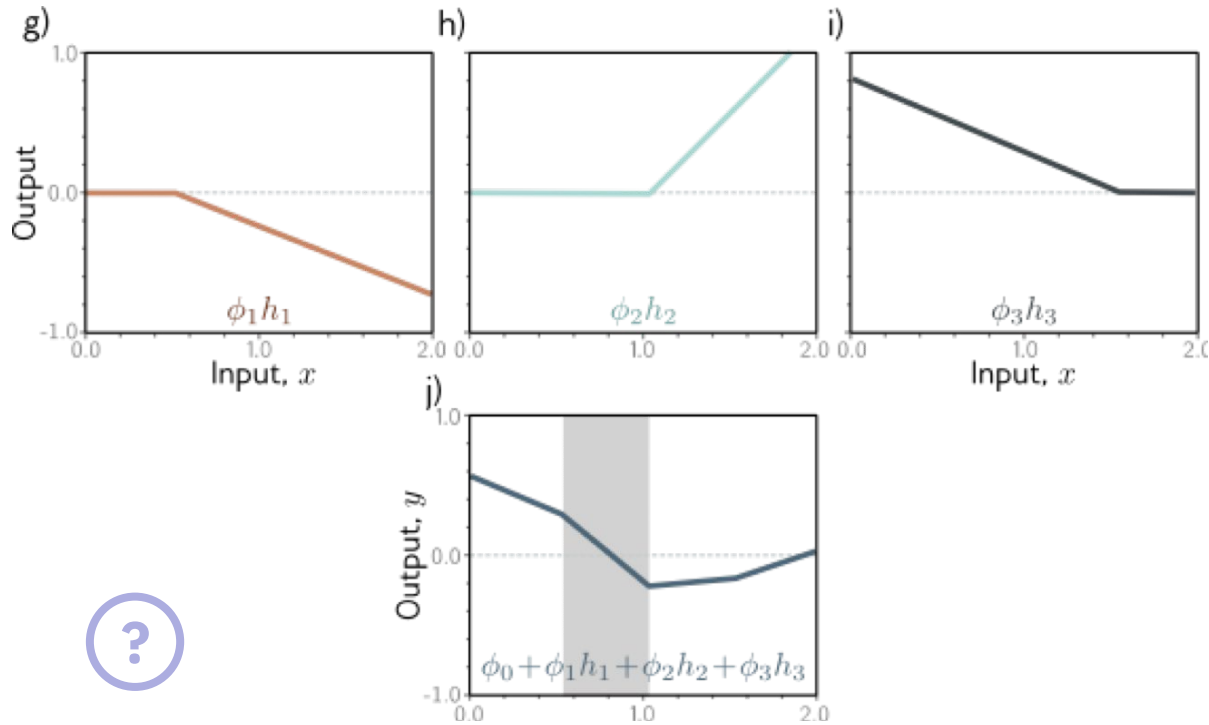 g)
h)
i)
1.0
Output
0.0
ϕ₁h₁
ϕ₂h₂
ϕ₃h₃
-1.0
0.0 1.0 2.0
0.0 1.0 2.0
0.0 1.0 2.0
Input, x
Input, x
j)
1.0
Output, y
0.0
ϕ₀+ϕ₁h₁+ϕ₂h₂+ϕ₃h₃
-1.0
0.0 1.0 2.0
?